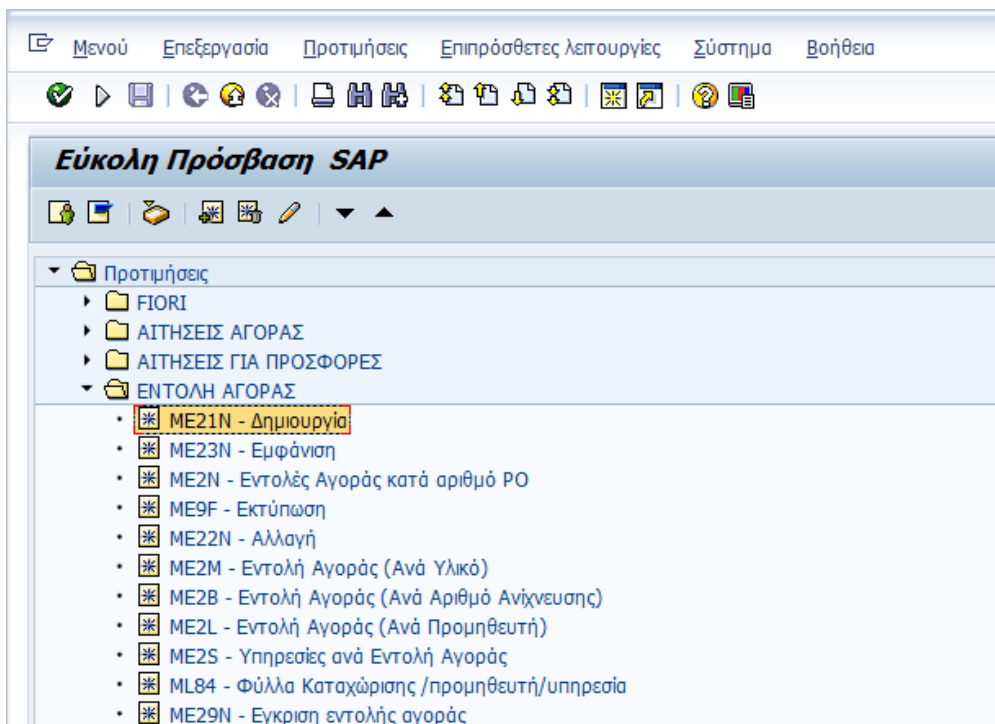 Μενού Επεξεργασία Προτιμήσεις Επιπρόσθετες λειτουργίες Σύστημα Βοήθεια
Εύκολη Πρόσβαση SAP
Προτιμήσεις
FIORI
ΑΙΤΗΣΕΙΣ ΑΓΟΡΑΣ
ΑΙΤΗΣΕΙΣ ΓΙΑ ΠΡΟΣΦΟΡΕΣ
ΕΝΤΟΛΗ ΑΓΟΡΑΣ
ME21N - Δημιουργία
ME23N - Εμφάνιση
ME2N - Εντολές Αγοράς κατά αριθμό PO
ME9F - Εκτύπωση
ME22N - Αλλαγή
ME2M - Εντολή Αγοράς (Ανά Υλικό)
ME2B - Εντολή Αγοράς (Ανά Αριθμό Ανίχνευσης)
ME2L - Εντολή Αγοράς (Ανά Προμηθευτή)
ME2S - Υπηρεσίες ανά Εντολή Αγοράς
ML84 - Φύλλα Καταχώρισης /προμηθευτή/υπηρεσία
ME29N - Εγκριση εντολής αγοράς